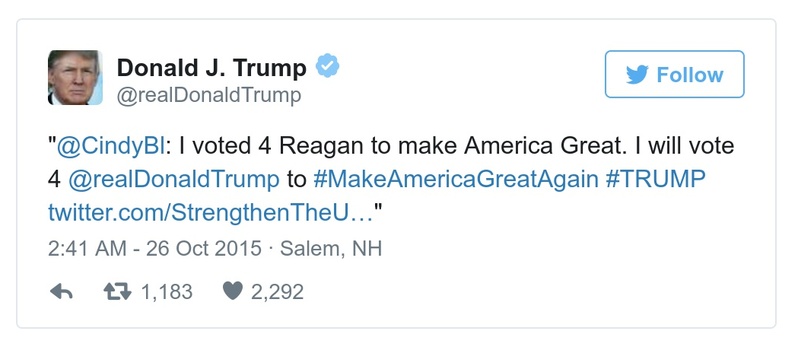 Donald J. Trump
@realDonaldTrump
Follow
"@CindyBl: I voted 4 Reagan to make America Great. I will vote
4 @realDonaldTrump to #MakeAmericaGreatAgain #TRUMP
twitter.com/StrengthenTheU…"
2:41 AM - 26 Oct 2015 · Salem, NH
1,183 2,292